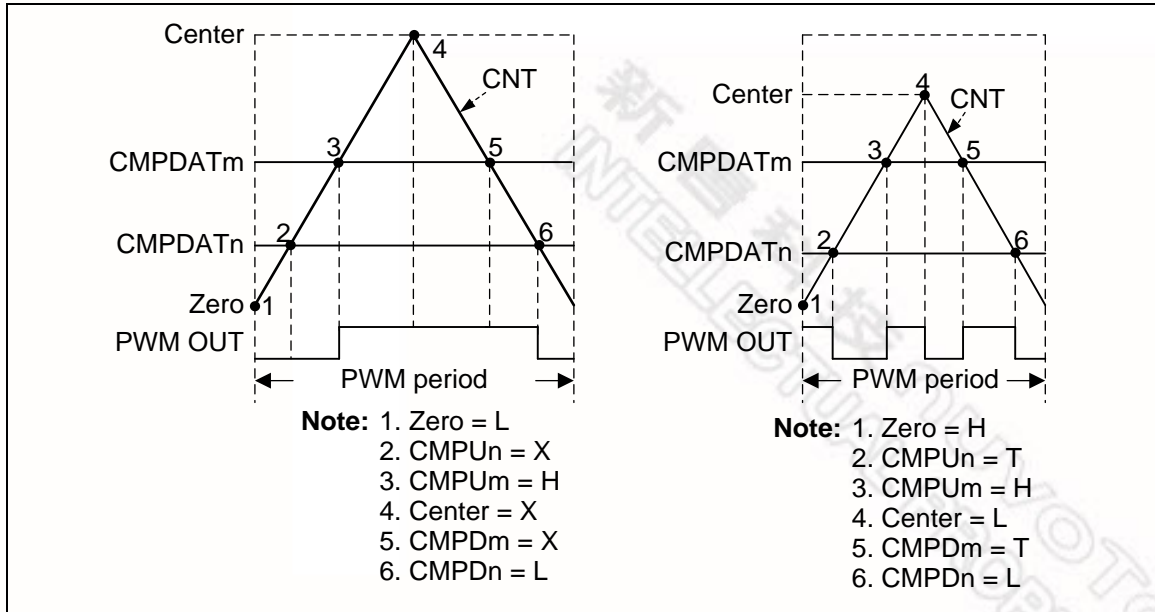 Center
4
CNT
CMPDATm
3
5
CMPDATn
2
6
Zero
1
PWM OUT
PWM period
Note: 1. Zero = L
2. CMPUn = X
3. CMPUm = H
4. Center = X
5. CMPDm = X
6. CMPDn = L
Center
4
CNT
CMPDATm
3
5
CMPDATn
2
6
Zero
1
PWM OUT
PWM period
Note: 1. Zero = H
2. CMPUn = T
3. CMPUm = H
4. Center = L
5. CMPDm = T
6. CMPDn = L